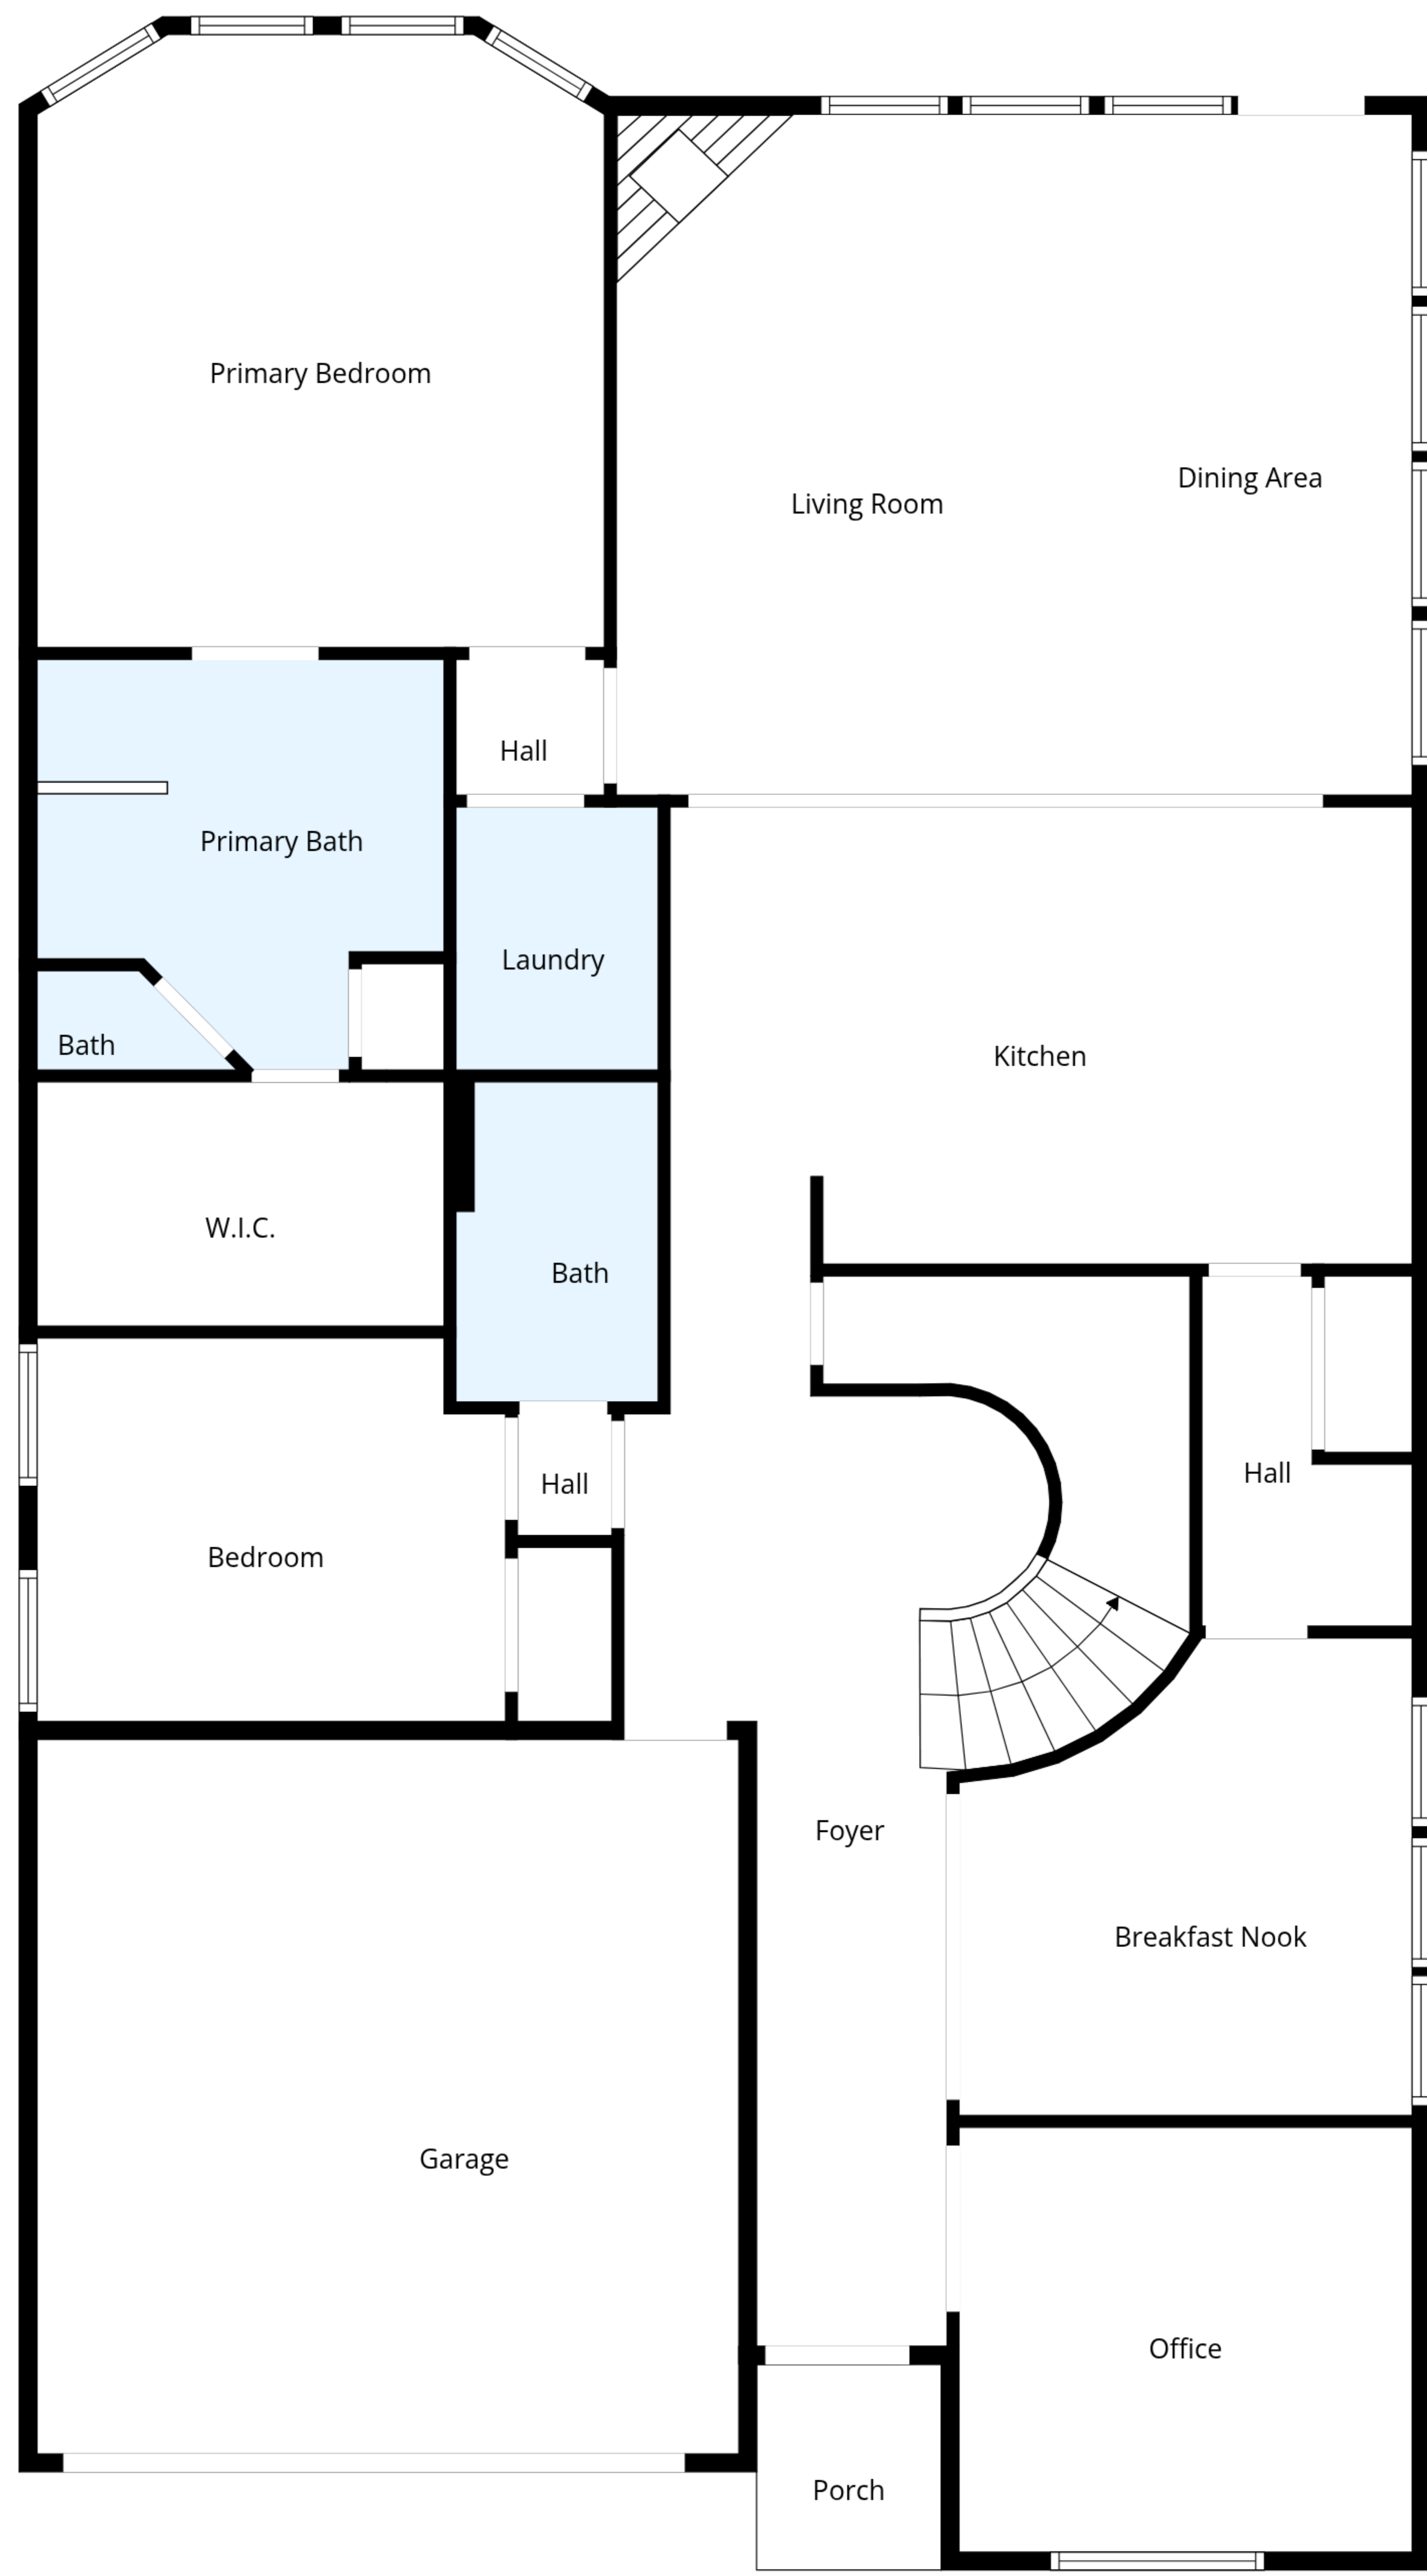 Primary Bedroom
Dining Area
Living Room
Hall
Primary Bath
Laundry
Bath
Kitchen
W.I.C.
Bath
Hall
Hall
Bedroom
Foyer
Breakfast Nook
Garage
Office
Porch